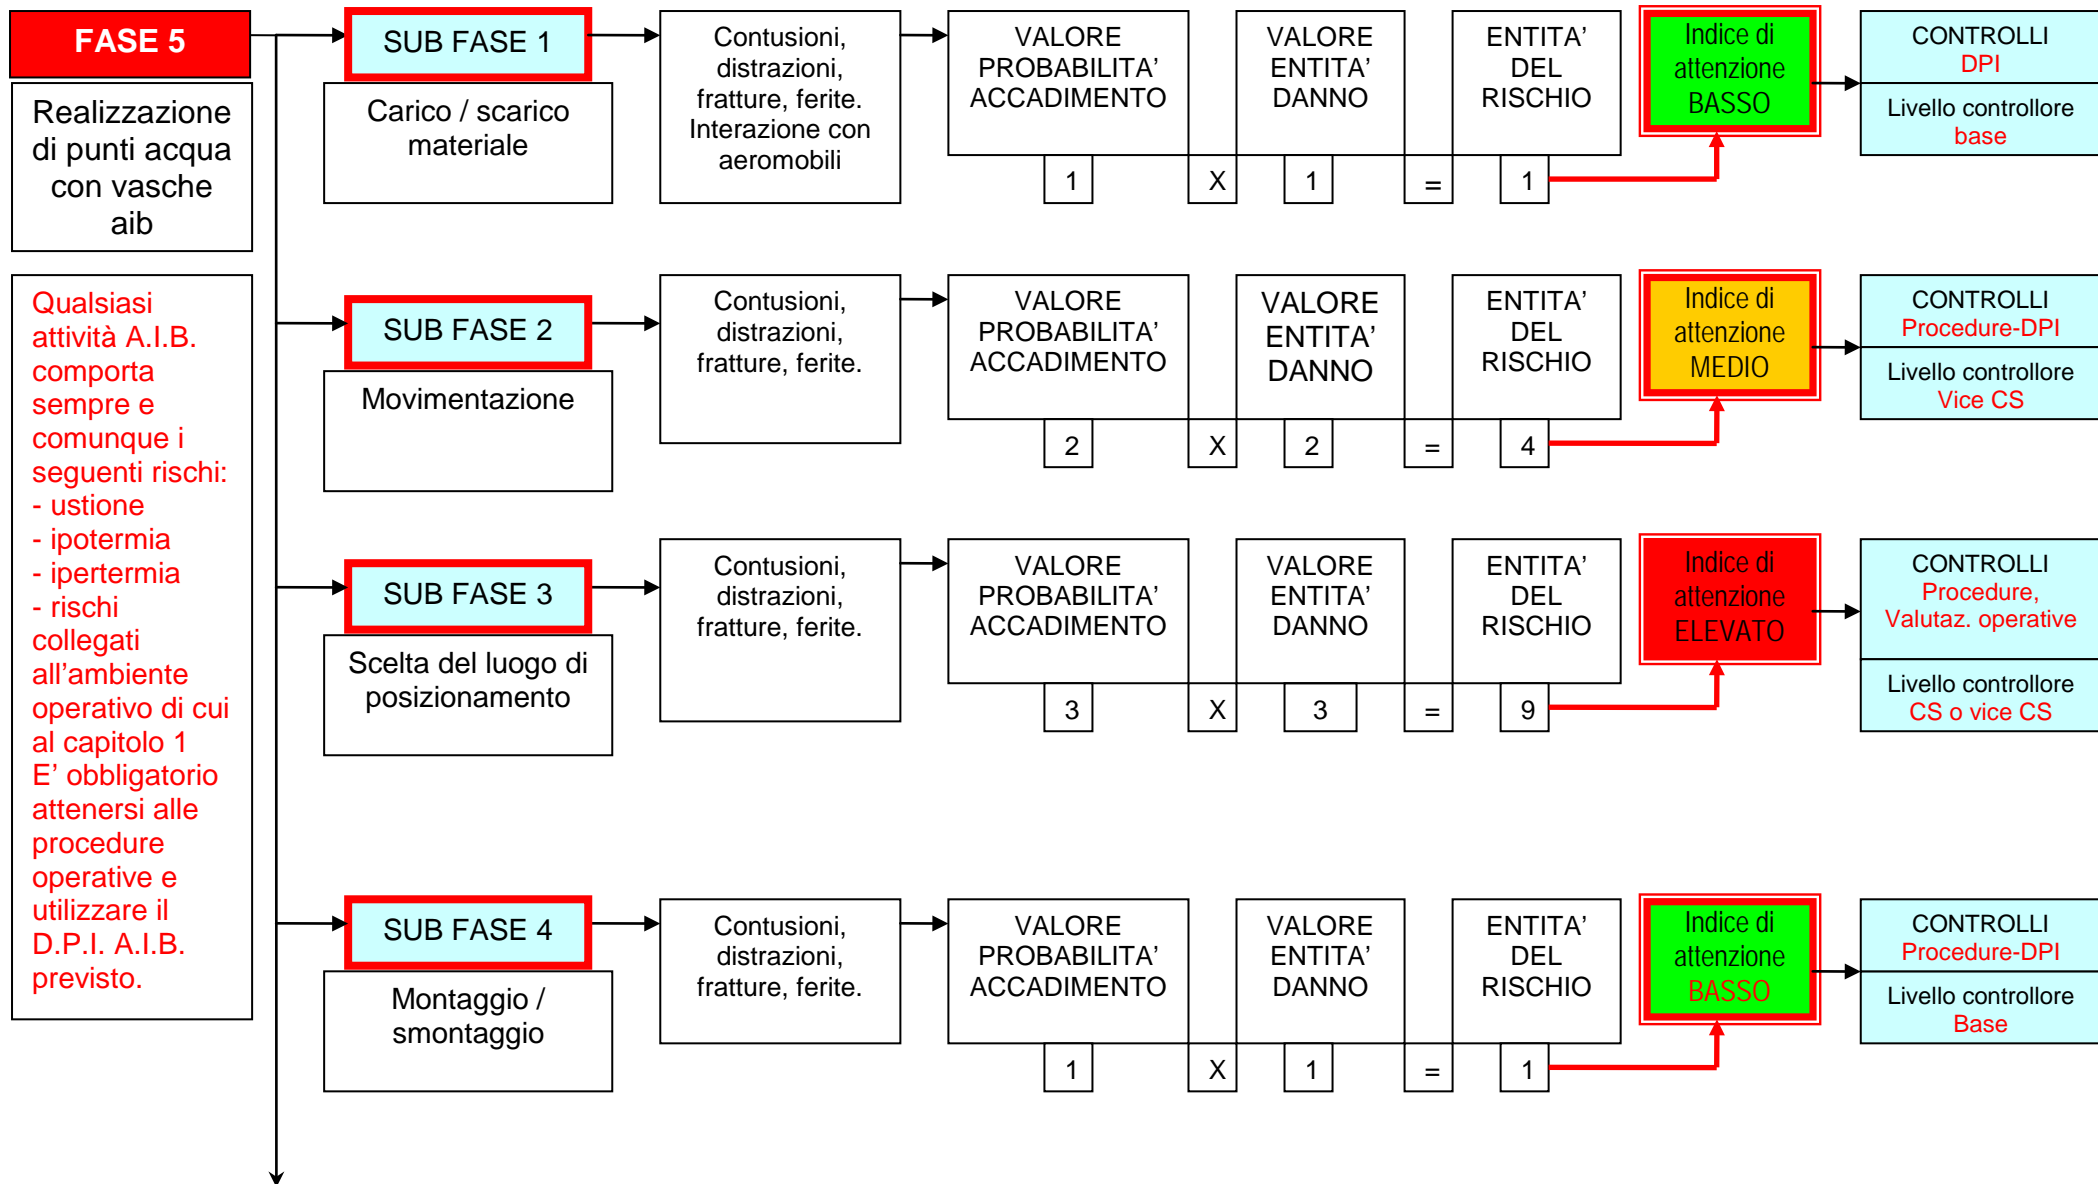 FASE 5
Realizzazione
di punti acqua
con vasche
aib
Qualsiasi
attività A.I.B.
comporta
sempre e
comunque i
seguenti rischi:
- ustione
- ipotermia
- ipertermia
- rischi
collegati
all’ambiente
operativo di cui
al capitolo 1
E’ obbligatorio
attenersi alle
procedure
operative e
utilizzare il
D.P.I. A.I.B.
previsto.
SUB FASE 1
Carico / scarico
materiale
Contusioni,
distrazioni,
fratture, ferite.
Interazione con
aeromobili
VALORE
PROBABILITA’
ACCADIMENTO
1
X
VALORE
ENTITA’
DANNO
1
=
ENTITA’
DEL
RISCHIO
1
Indice di
attenzione
BASSO
CONTROLLI
DPI
Livello controllore
base
SUB FASE 2
Movimentazione
Contusioni,
distrazioni,
fratture, ferite.
VALORE
PROBABILITA’
ACCADIMENTO
2
X
VALORE
ENTITA’
DANNO
2
=
ENTITA’
DEL
RISCHIO
4
Indice di
attenzione
MEDIO
CONTROLLI
Procedure-DPI
Livello controllore
Vice CS
SUB FASE 3
Scelta del luogo di
posizionamento
Contusioni,
distrazioni,
fratture, ferite.
VALORE
PROBABILITA’
ACCADIMENTO
3
X
VALORE
ENTITA’
DANNO
3
=
ENTITA’
DEL
RISCHIO
9
Indice di
attenzione
ELEVATO
CONTROLLI
Procedure,
Valutaz. operative
Livello controllore
CS o vice CS
SUB FASE 4
Montaggio /
smontaggio
Contusioni,
distrazioni,
fratture, ferite.
VALORE
PROBABILITA’
ACCADIMENTO
1
X
VALORE
ENTITA’
DANNO
1
=
ENTITA’
DEL
RISCHIO
1
Indice di
attenzione
BASSO
CONTROLLI
Procedure-DPI
Livello controllore
Base